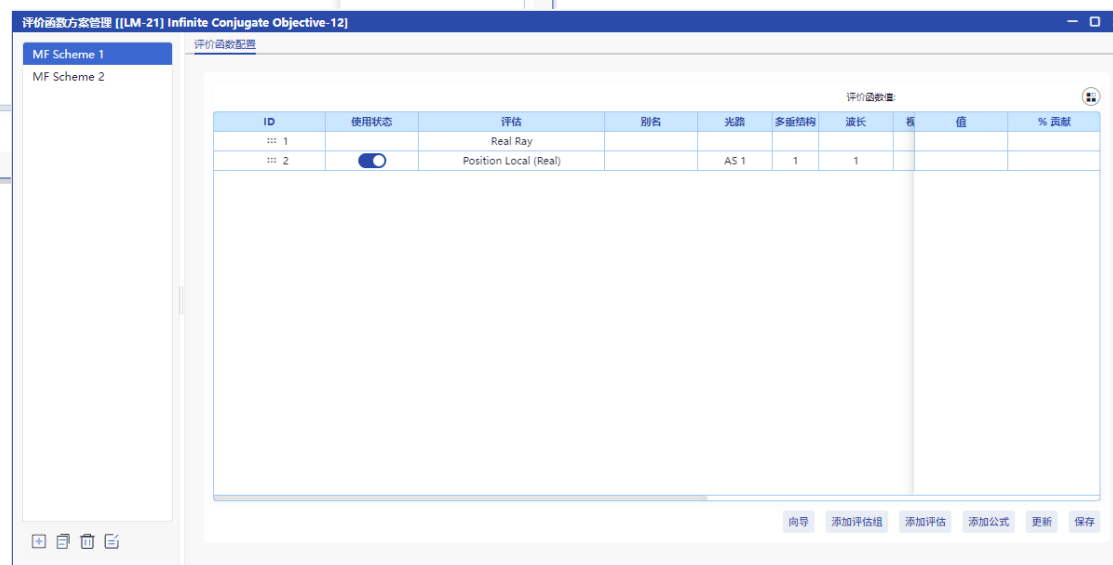 评价函数方案管理 [[LM-21] Infinite Conjugate Objective-12]
MF Scheme 1
MF Scheme 2
评价函数配置
评价函数值:
ID 使用状态 评估 别名 光路 多重结构 波长 视 值 % 贡献
1 Real Ray
2 Position Local (Real) AS 1 1 1
向导 添加评估组 添加评估 添加公式 更新 保存